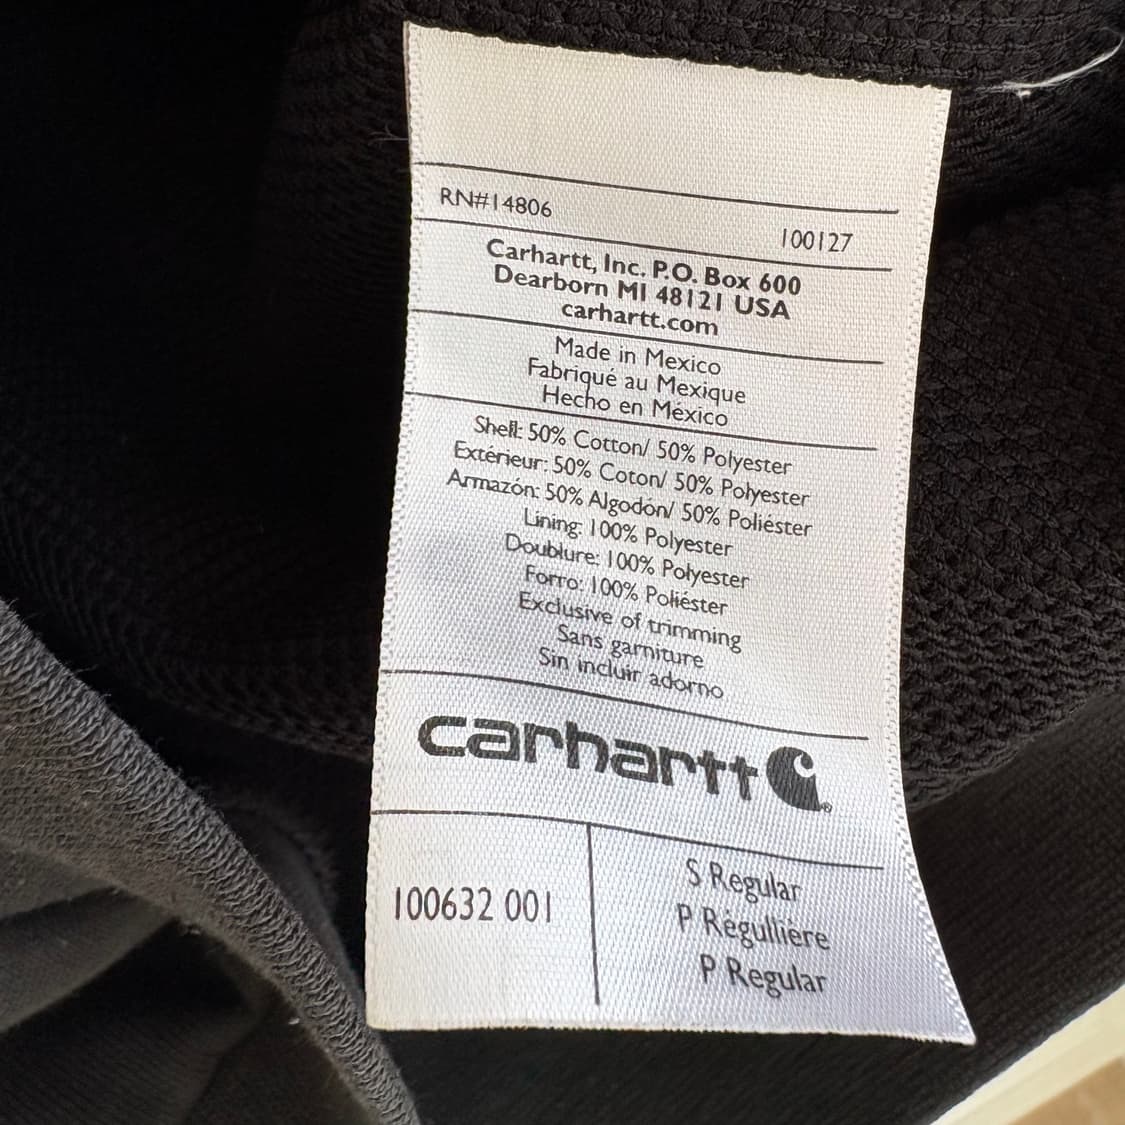 RN#14806
100127
Carhartt, Inc. P.O. Box 600
Dearborn MI 48121 USA
carhartt.com
Made in Mexico
Fabriqué au Mexique
Hecho en México
Shell: 50% Cotton/ 50% Polyester
Extérieur: 50% Coton/ 50% Polyester
Armazón: 50% Algodón/ 50% Poliéster
Lining: 100% Polyester
Doublure: 100% Polyester
Forro: 100% Poliéster
Exclusive of trimming
Sans garniture
Sin incluir adorno
carhartt
100632 001
S Regular
P Régullière
P Regular